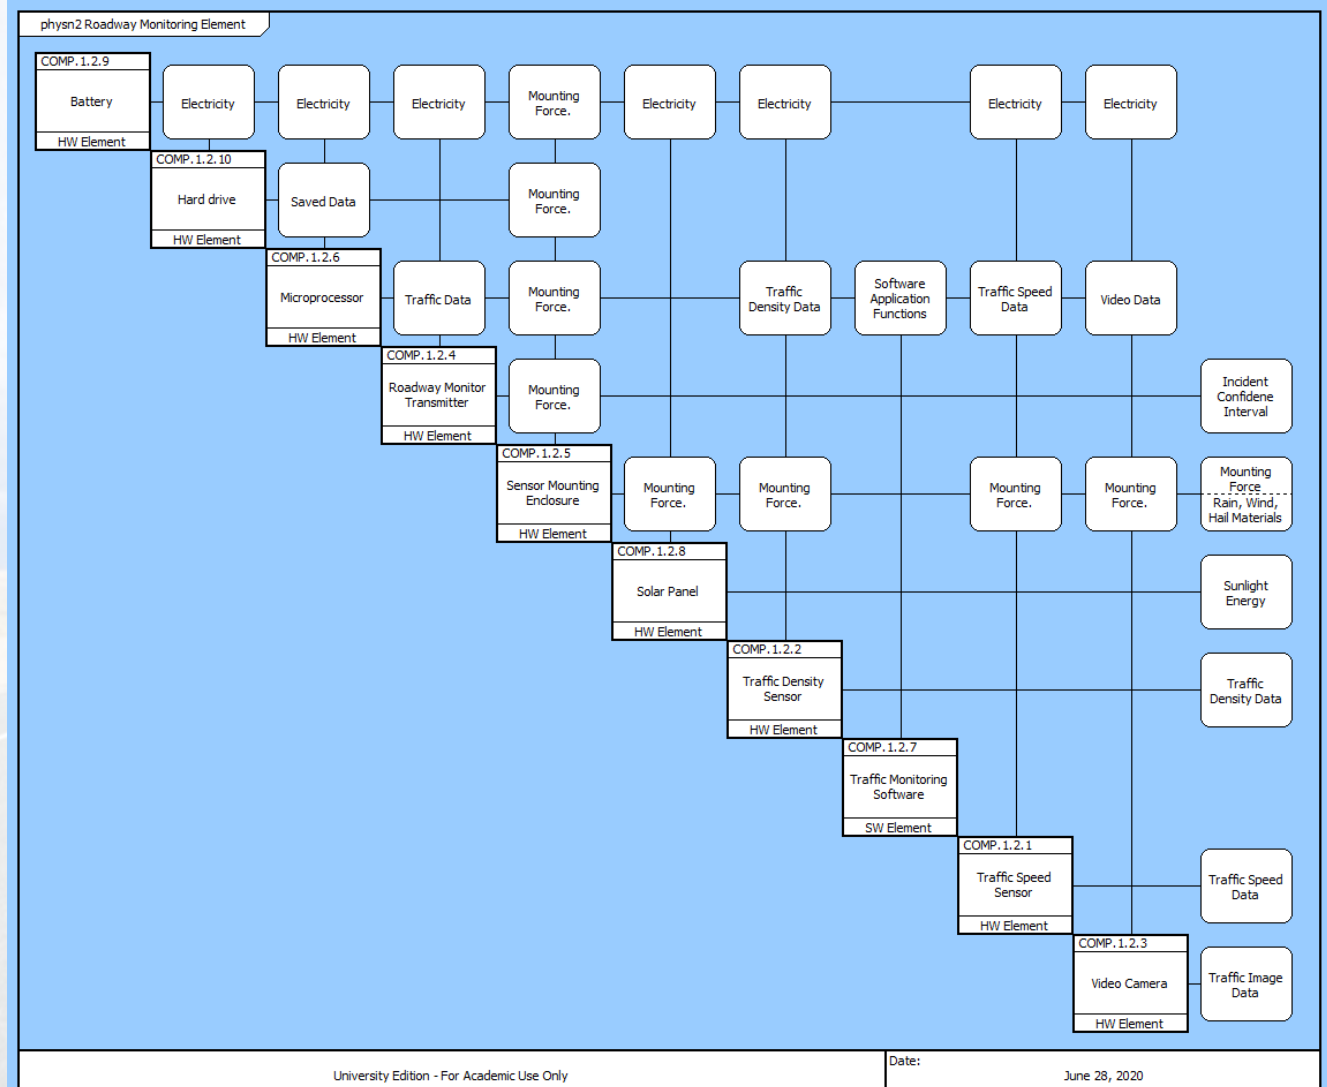 physn2 Roadway Monitoring Element
COMP.1.2.9
Battery
HW Element
Electricity
Electricity
Electricity
Mounting
Force.
Electricity
Electricity
Electricity
Electricity
COMP.1.2.10
Hard drive
HW Element
Saved Data
Mounting
Force.
COMP.1.2.6
Microprocessor
HW Element
Traffic Data
Mounting
Force.
Traffic
Density Data
Software
Application
Functions
Traffic Speed
Data
Video Data
COMP.1.2.4
Roadway Monitor
Transmitter
HW Element
Mounting
Force.
Incident
Confidene
Interval
COMP.1.2.5
Sensor Mounting
Enclosure
HW Element
Mounting
Force.
Mounting
Force.
Mounting
Force.
Mounting
Force.
Mounting
Force
Rain, Wind,
Hail Materials
COMP.1.2.8
Solar Panel
HW Element
Sunlight
Energy
COMP.1.2.2
Traffic Density
Sensor
HW Element
Traffic
Density Data
COMP.1.2.7
Traffic Monitoring
Software
SW Element
COMP.1.2.1
Traffic Speed
Sensor
HW Element
Traffic Speed
Data
COMP.1.2.3
Video Camera
HW Element
Traffic Image
Data
University Edition - For Academic Use Only
Date:
June 28, 2020